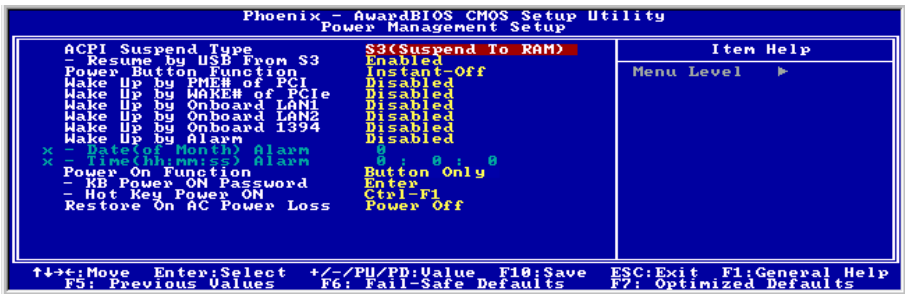 Phoenix - AwardBIOS CMOS Setup Utility
Power Management Setup
ACPI Suspend Type S3(Suspend To RAM) Item Help
- Resume by USB From S3 Enabled
Power Button Function Instant-Off Menu Level ►
Wake Up by PME# of PCI Disabled
Wake Up by WAKE# of PCIe Disabled
Wake Up by Onboard LAN1 Disabled
Wake Up by Onboard LAN2 Disabled
Wake Up by Onboard 1394 Disabled
Wake Up by Alarm Disabled
x - Date(of Month) Alarm 0
x - Time(hh:mm:ss) Alarm 0 : 0 : 0
Power On Function Button Only
- KB Power ON Password Enter
- Hot Key Power ON Ctrl-F1
Restore On AC Power Loss Power Off
↑↓→←:Move Enter:Select +/-/PU/PD:Value F10:Save ESC:Exit F1:General Help
F5: Previous Values F6: Fail-Safe Defaults F7: Optimized Defaults